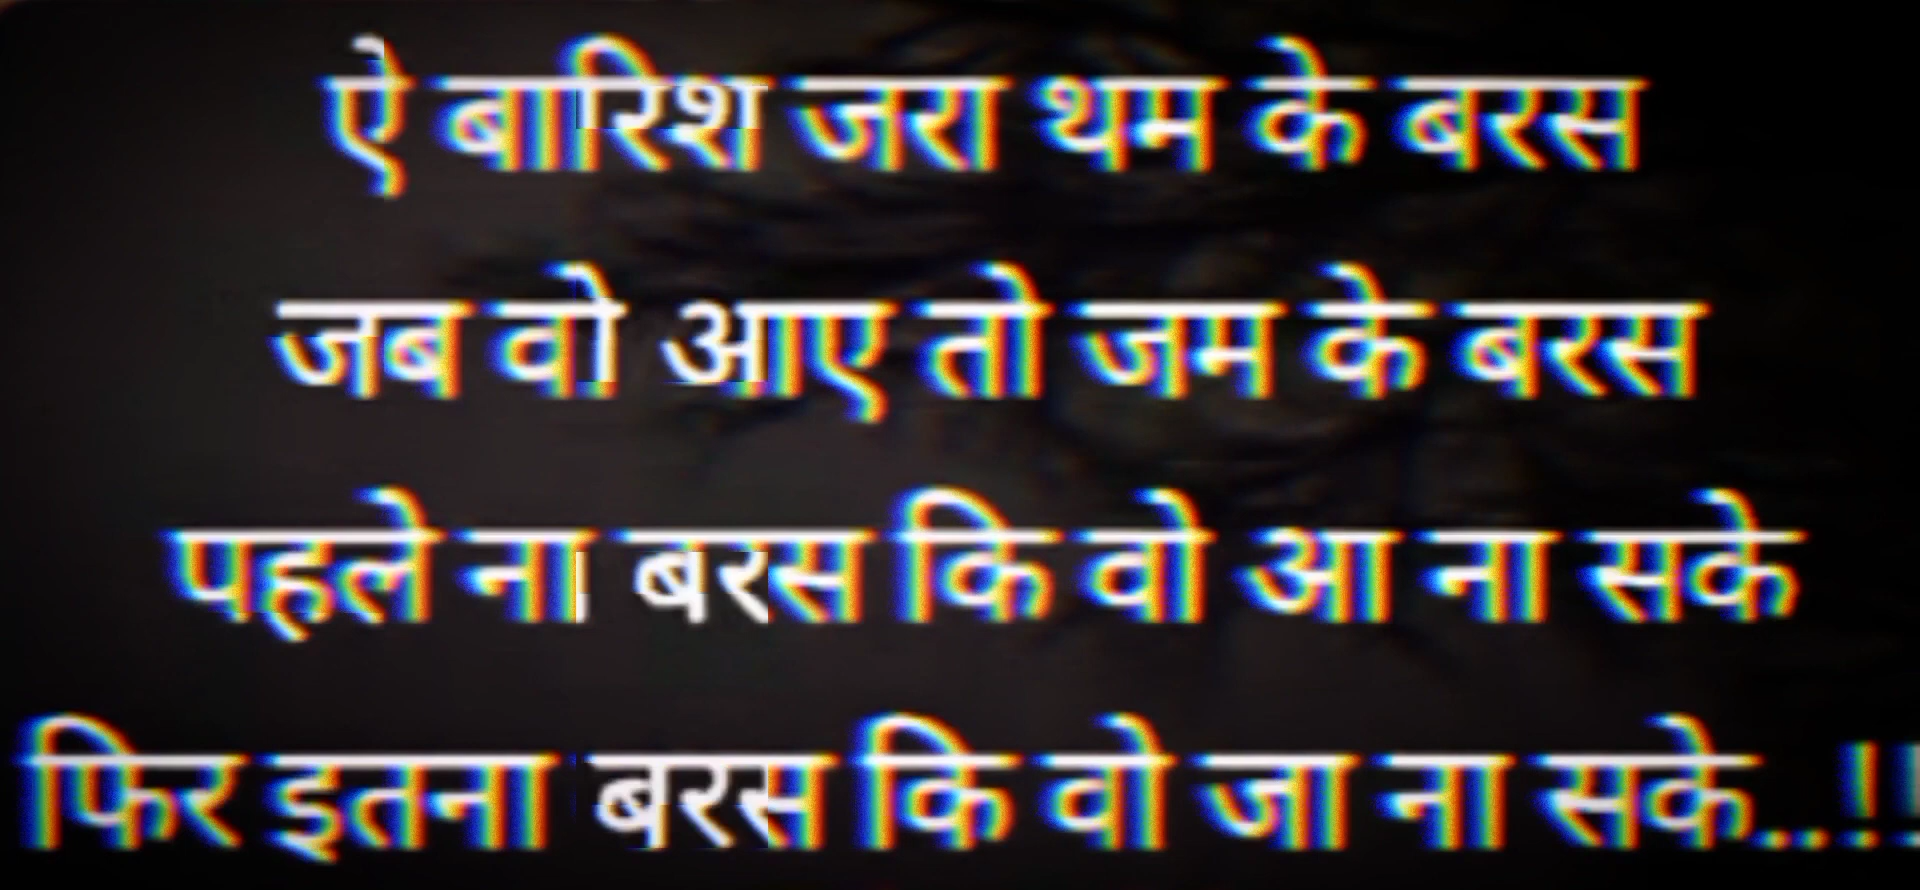 ऐ बारिश जरा थम के बरस
जब वो आए तो जम के बरस
पहले ना बरस कि वो आ ना सके
फिर इतना बरस कि वो जा ना सके..!!